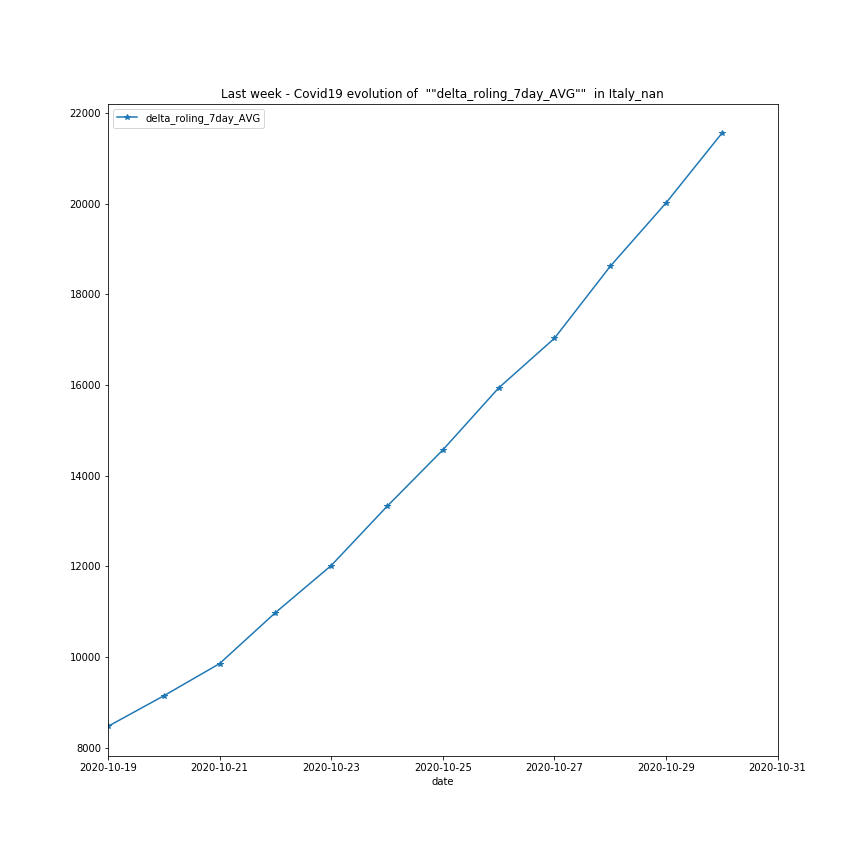 Last week - Covid19 evolution of  ""delta_roling_7day_AVG""  in Italy_nan
delta_roling_7day_AVG
22000
20000
18000
16000
14000
12000
10000
8000
2020-10-19 2020-10-21 2020-10-23 2020-10-25 2020-10-27 2020-10-29 2020-10-31
date